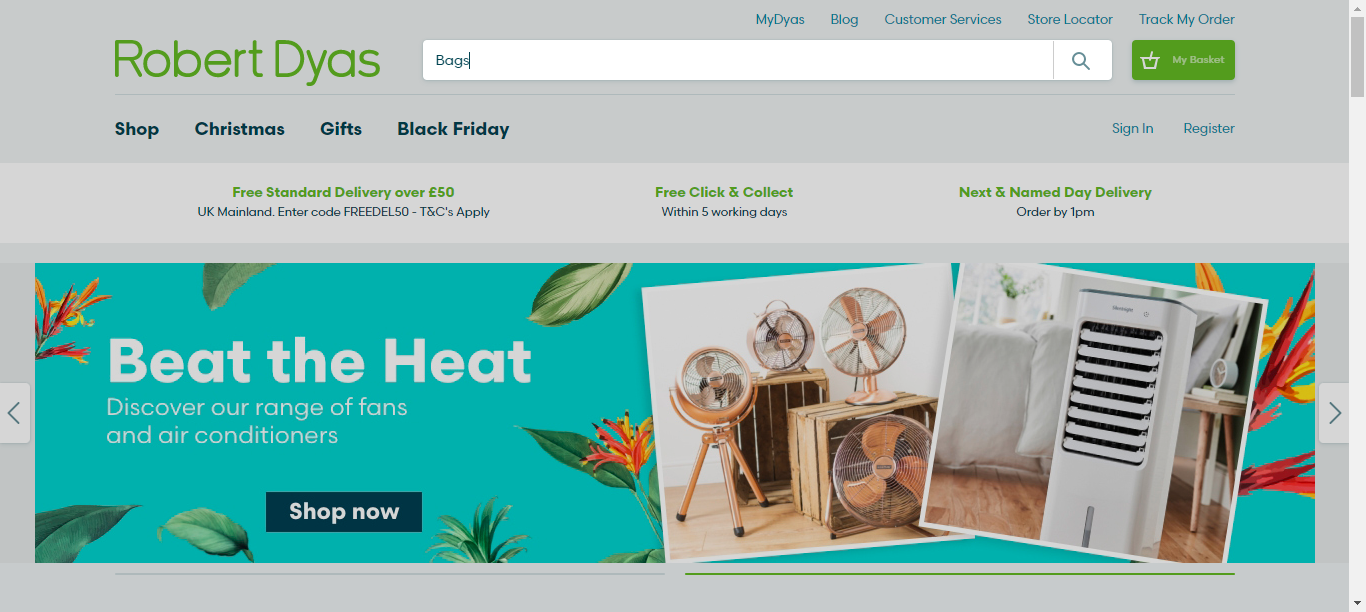 MyDyas Blog Customer Services Store Locator Track My Order
Robert Dyas
Bags
My Basket
Shop Christmas Gifts Black Friday
Sign In Register
Free Standard Delivery over £50
UK Mainland. Enter code FREEDEL50 - T&C's Apply
Free Click & Collect
Within 5 working days
Next & Named Day Delivery
Order by 1pm
Beat the Heat
Discover our range of fans
and air conditioners
Shop now